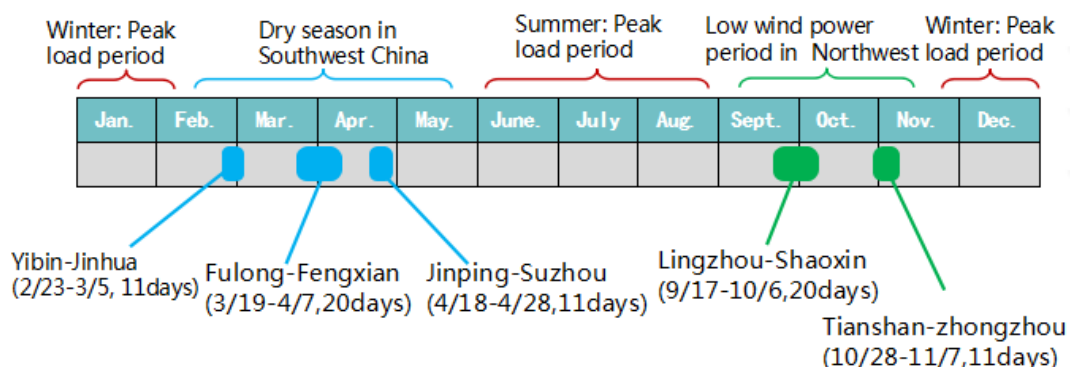 Winter: Peak
load period
Dry season in
Southwest China
Summer: Peak
load period
Low wind power
period in Northwest
Winter: Peak
load period
Jan. Feb. Mar. Apr. May. June. July Aug. Sept. Oct. Nov. Dec.
Yibin-Jinhua
(2/23-3/5, 11days)
Fulong-Fengxian
(3/19-4/7,20days)
Jinping-Suzhou
(4/18-4/28,11days)
Lingzhou-Shaoxin
(9/17-10/6,20days)
Tianshan-zhongzhou
(10/28-11/7,11days)